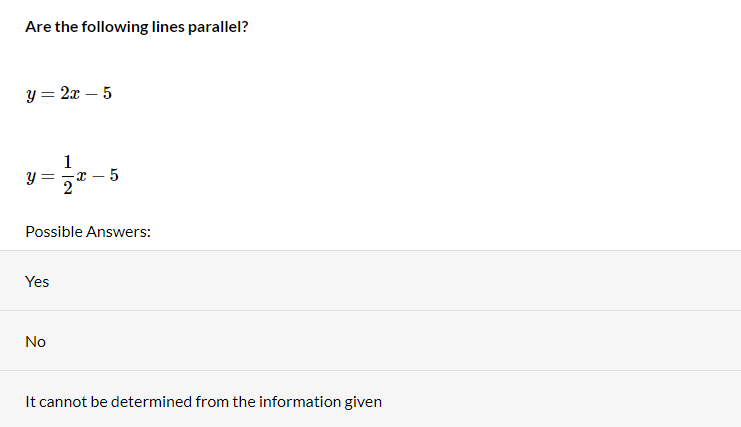 Are the following lines parallel?
y = 2x − 5
y = \frac{1}{2}x − 5
Possible Answers:
Yes
No
It cannot be determined from the information given